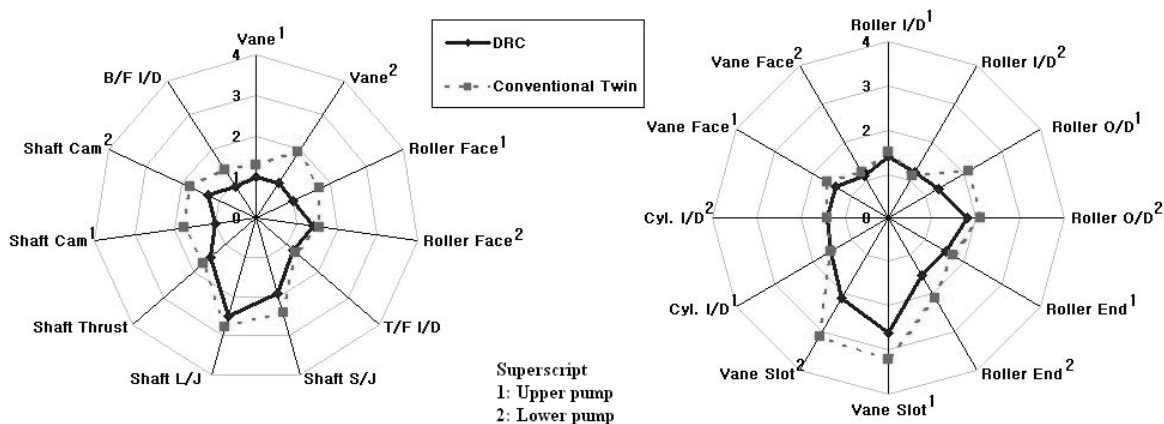 Vane1
Vane2
Roller Face1
Roller Face2
T/F I/D
Shaft S/J
Shaft L/J
Shaft Thrust
Shaft Cam1
Shaft Cam2
B/F I/D
4
3
2
1
0
DRC
Conventional Twin
Superscript
1: Upper pump
2: Lower pump
Roller I/D1
Roller I/D2
Roller O/D1
Roller O/D2
Roller End1
Roller End2
Vane Slot1
Vane Slot2
Cyl. I/D1
Cyl. I/D2
Vane Face1
Vane Face2
4
3
2
1
0